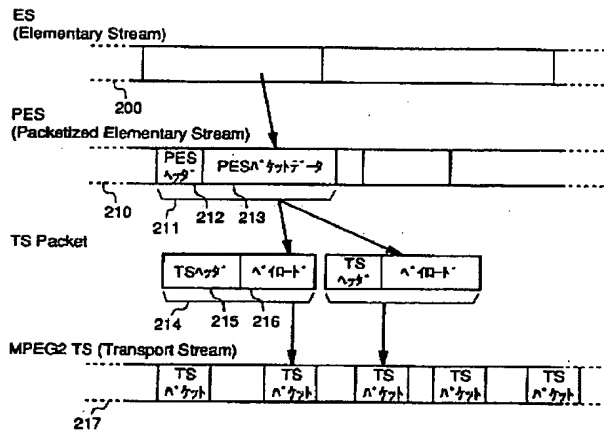 ES
(Elementary Stream)
200
PES
(Packetized Elementary Stream)
PES
ヘッダ
PESパケットデータ
210
211
212
213
TS Packet
TSヘッダ
ペイロード
TS
ヘッダ
ペイロード
214
215
216
MPEG2 TS (Transport Stream)
TS
パケット
TS
パケット
TS
パケット
TS
パケット
TS
パケット
217